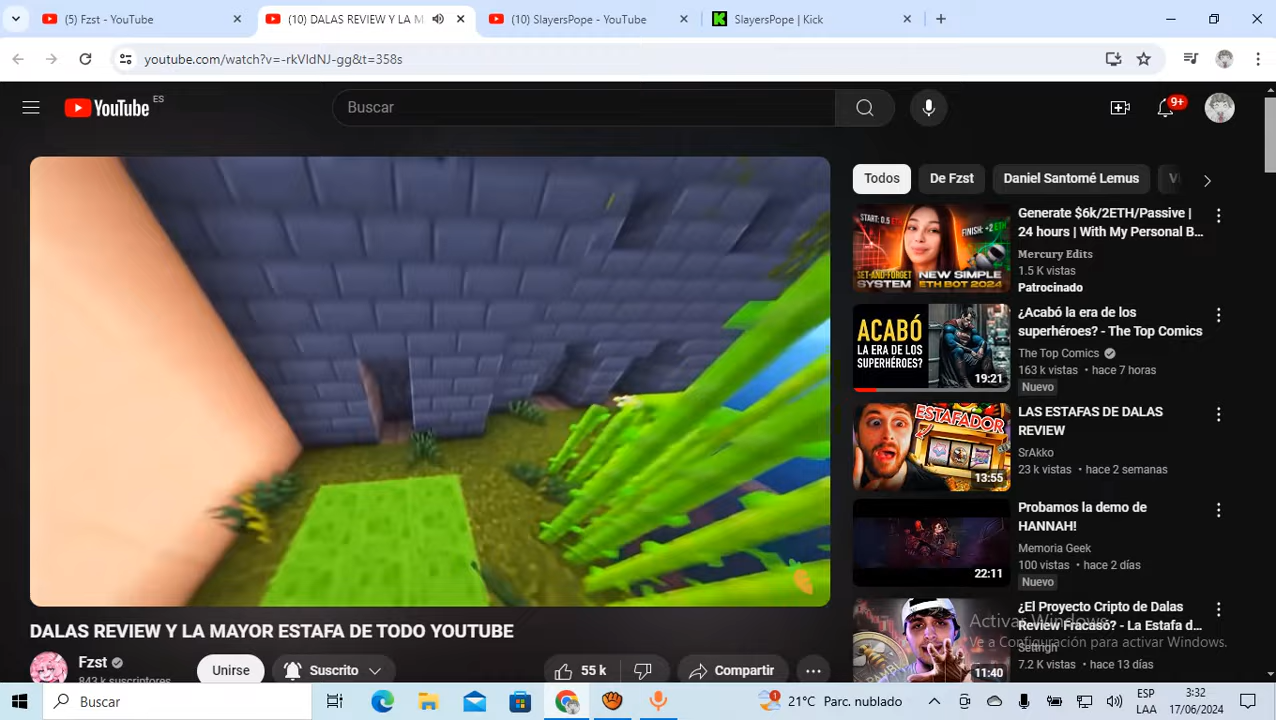 (5) Fzst - YouTube
(10) DALAS REVIEW Y LA M
(10) SlayersPope - YouTube
SlayersPope | Kick
youtube.com/watch?v=-rkVIdNJ-gg&t=358s
YouTube ES
Buscar
9+
Todos
De Fzst
Daniel Santomé Lemus
START: 0.5 ET
FINISH: +2 ETH
SET-AND-FORGET SYSTEM
NEW SIMPLE ETH BOT 2024
Generate $6k/2ETH/Passive |
24 hours | With My Personal B...
Mercury Edits
1.5 K vistas
Patrocinado
ACABÓ
LA ERA DE LOS
SUPERHÉROES?
19:21
¿Acabó la era de los
superhéroes? - The Top Comics
The Top Comics
163 k vistas • hace 7 horas
Nuevo
ESTAFADOR
13:55
LAS ESTAFAS DE DALAS
REVIEW
SrAkko
23 k vistas • hace 2 semanas
22:11
Probamos la demo de
HANNAH!
Memoria Geek
100 vistas • hace 2 días
Nuevo
11:40
¿El Proyecto Cripto de Dalas
Review Fracasó? - La Estafa d...
7.2 K vistas • hace 13 días
Activar Windows
Ve a Configuración para activar Windows.
DALAS REVIEW Y LA MAYOR ESTAFA DE TODO YOUTUBE
Fzst
843 k suscriptores
Unirse
Suscrito
55 k
Compartir
Buscar
21°C Parc. nublado
ESP
LAA
3:32
17/06/2024